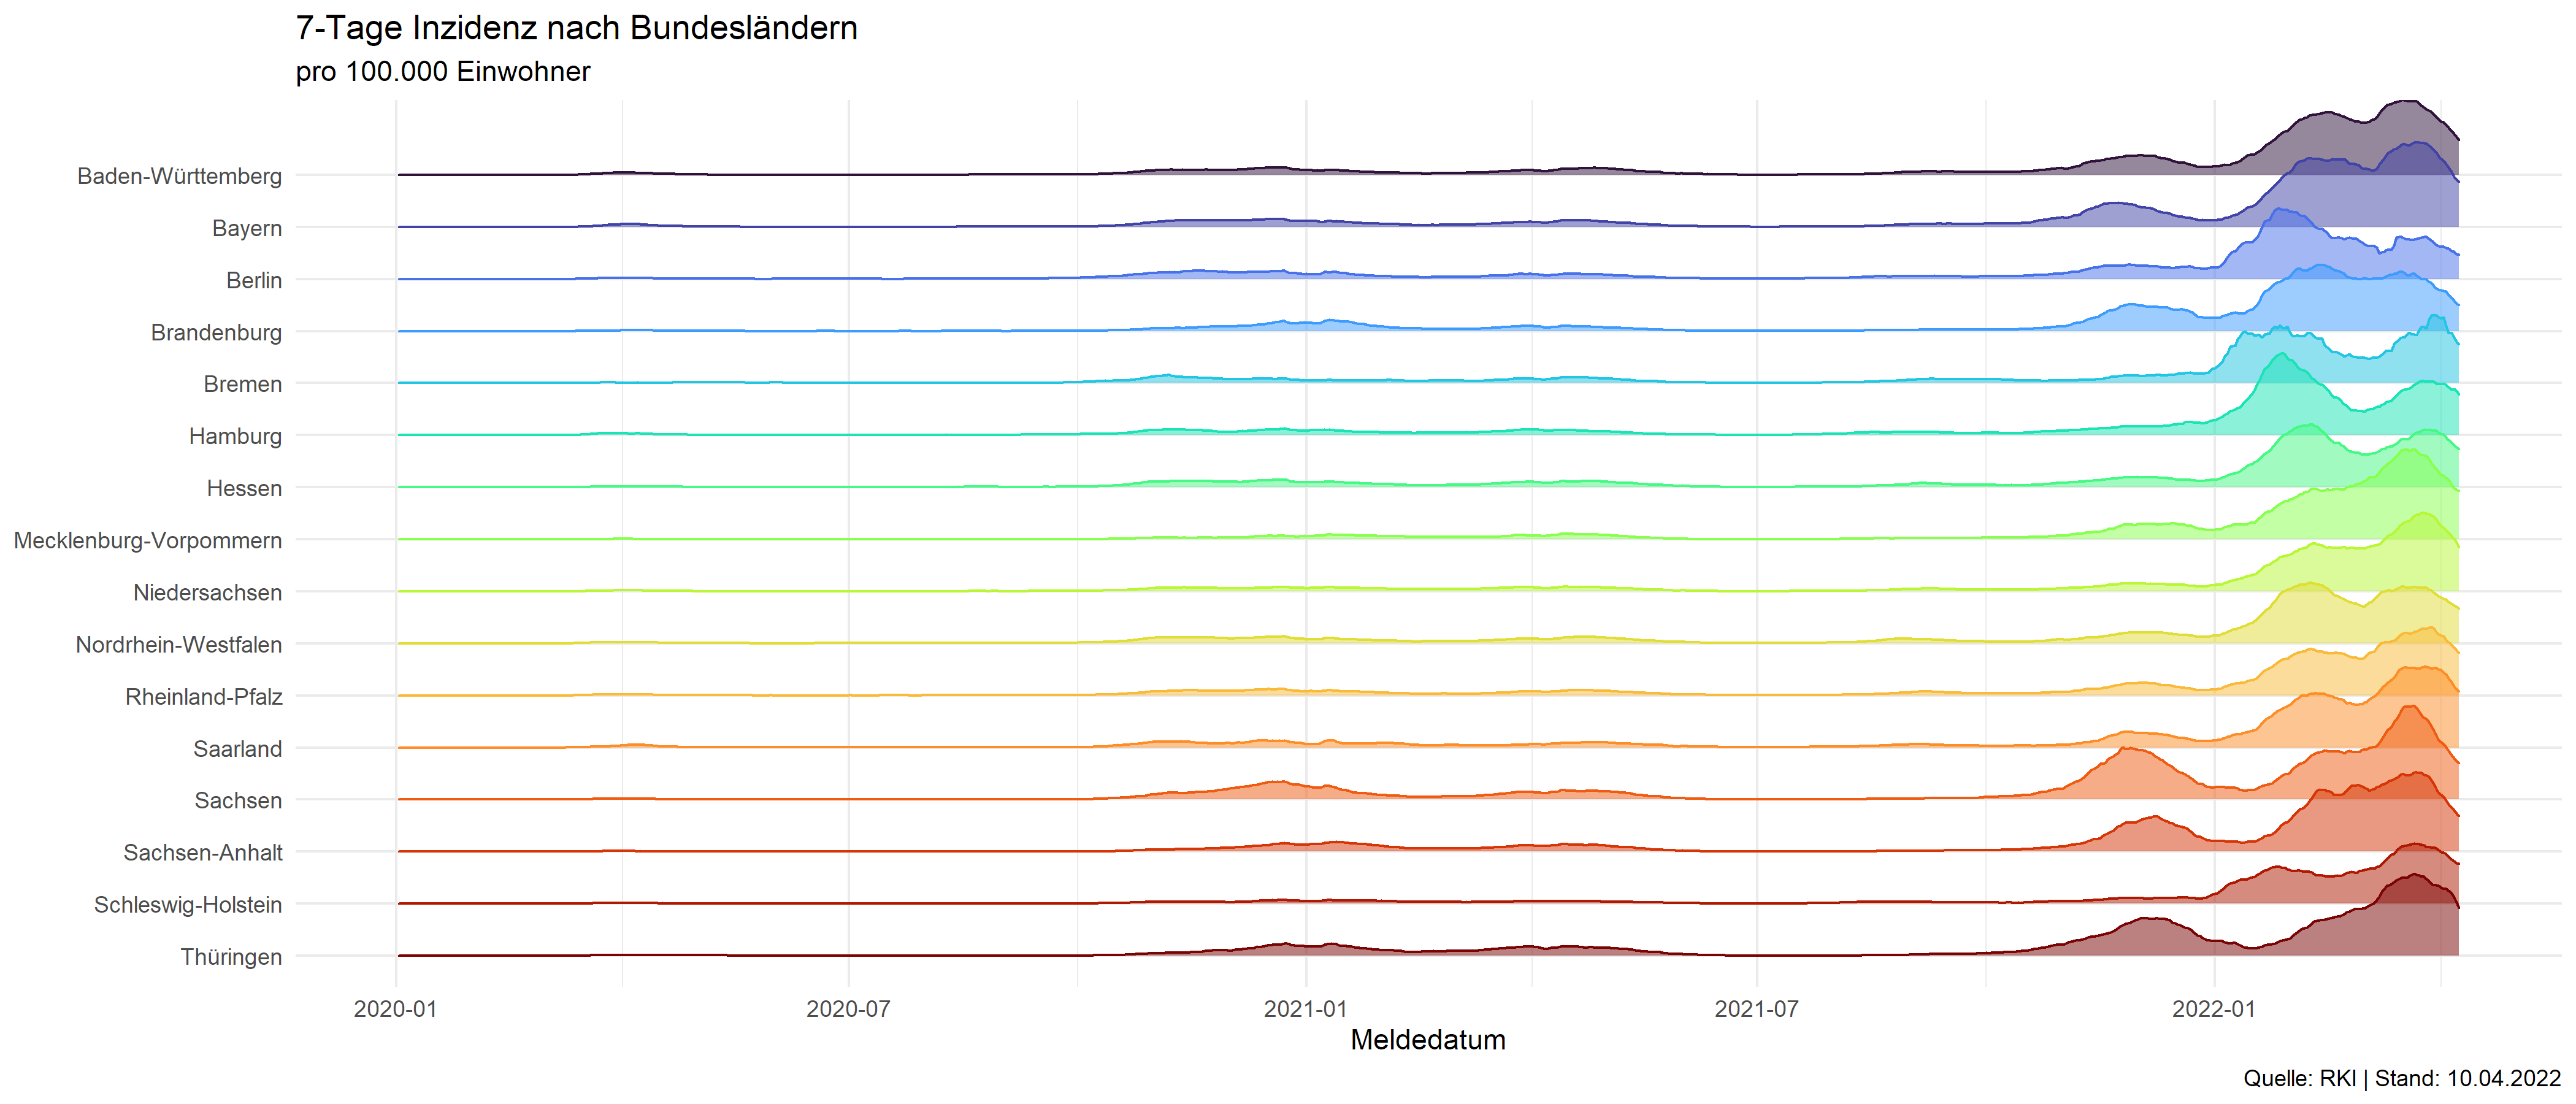 7-Tage Inzidenz nach Bundesländern
pro 100.000 Einwohner
Baden-Württemberg
Bayern
Berlin
Brandenburg
Bremen
Hamburg
Hessen
Mecklenburg-Vorpommern
Niedersachsen
Nordrhein-Westfalen
Rheinland-Pfalz
Saarland
Sachsen
Sachsen-Anhalt
Schleswig-Holstein
Thüringen
2020-01 2020-07 2021-01 2021-07 2022-01
Meldedatum
Quelle: RKI | Stand: 10.04.2022